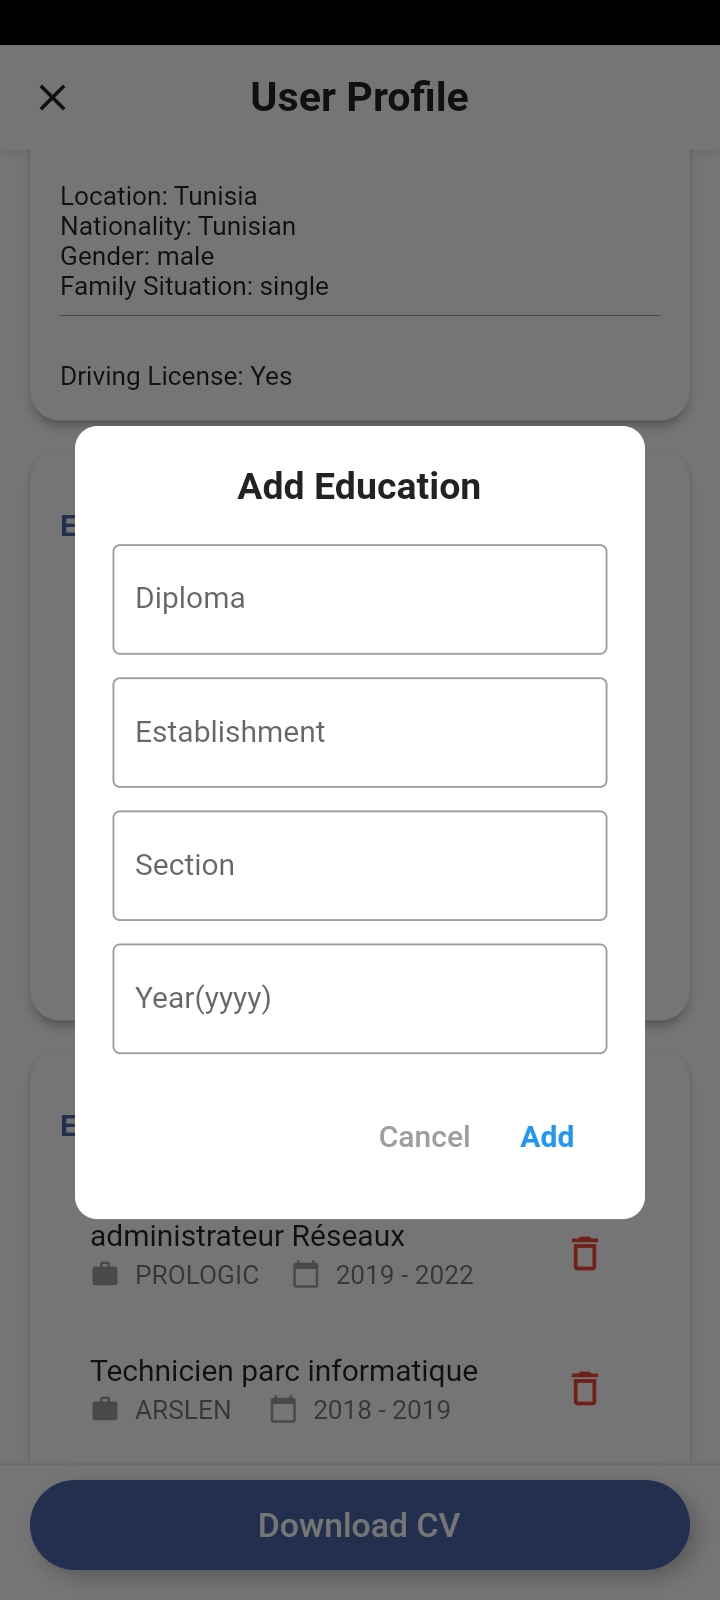 User Profile
Location: Tunisia
Nationality: Tunisian
Gender: male
Family Situation: single
Driving License: Yes
Add Education
Diploma
Establishment
Section
Year(yyyy)
Cancel Add
administrateur Réseaux
PROLOGIC 2019 - 2022
Technicien parc informatique
ARSLEN 2018 - 2019
Download CV